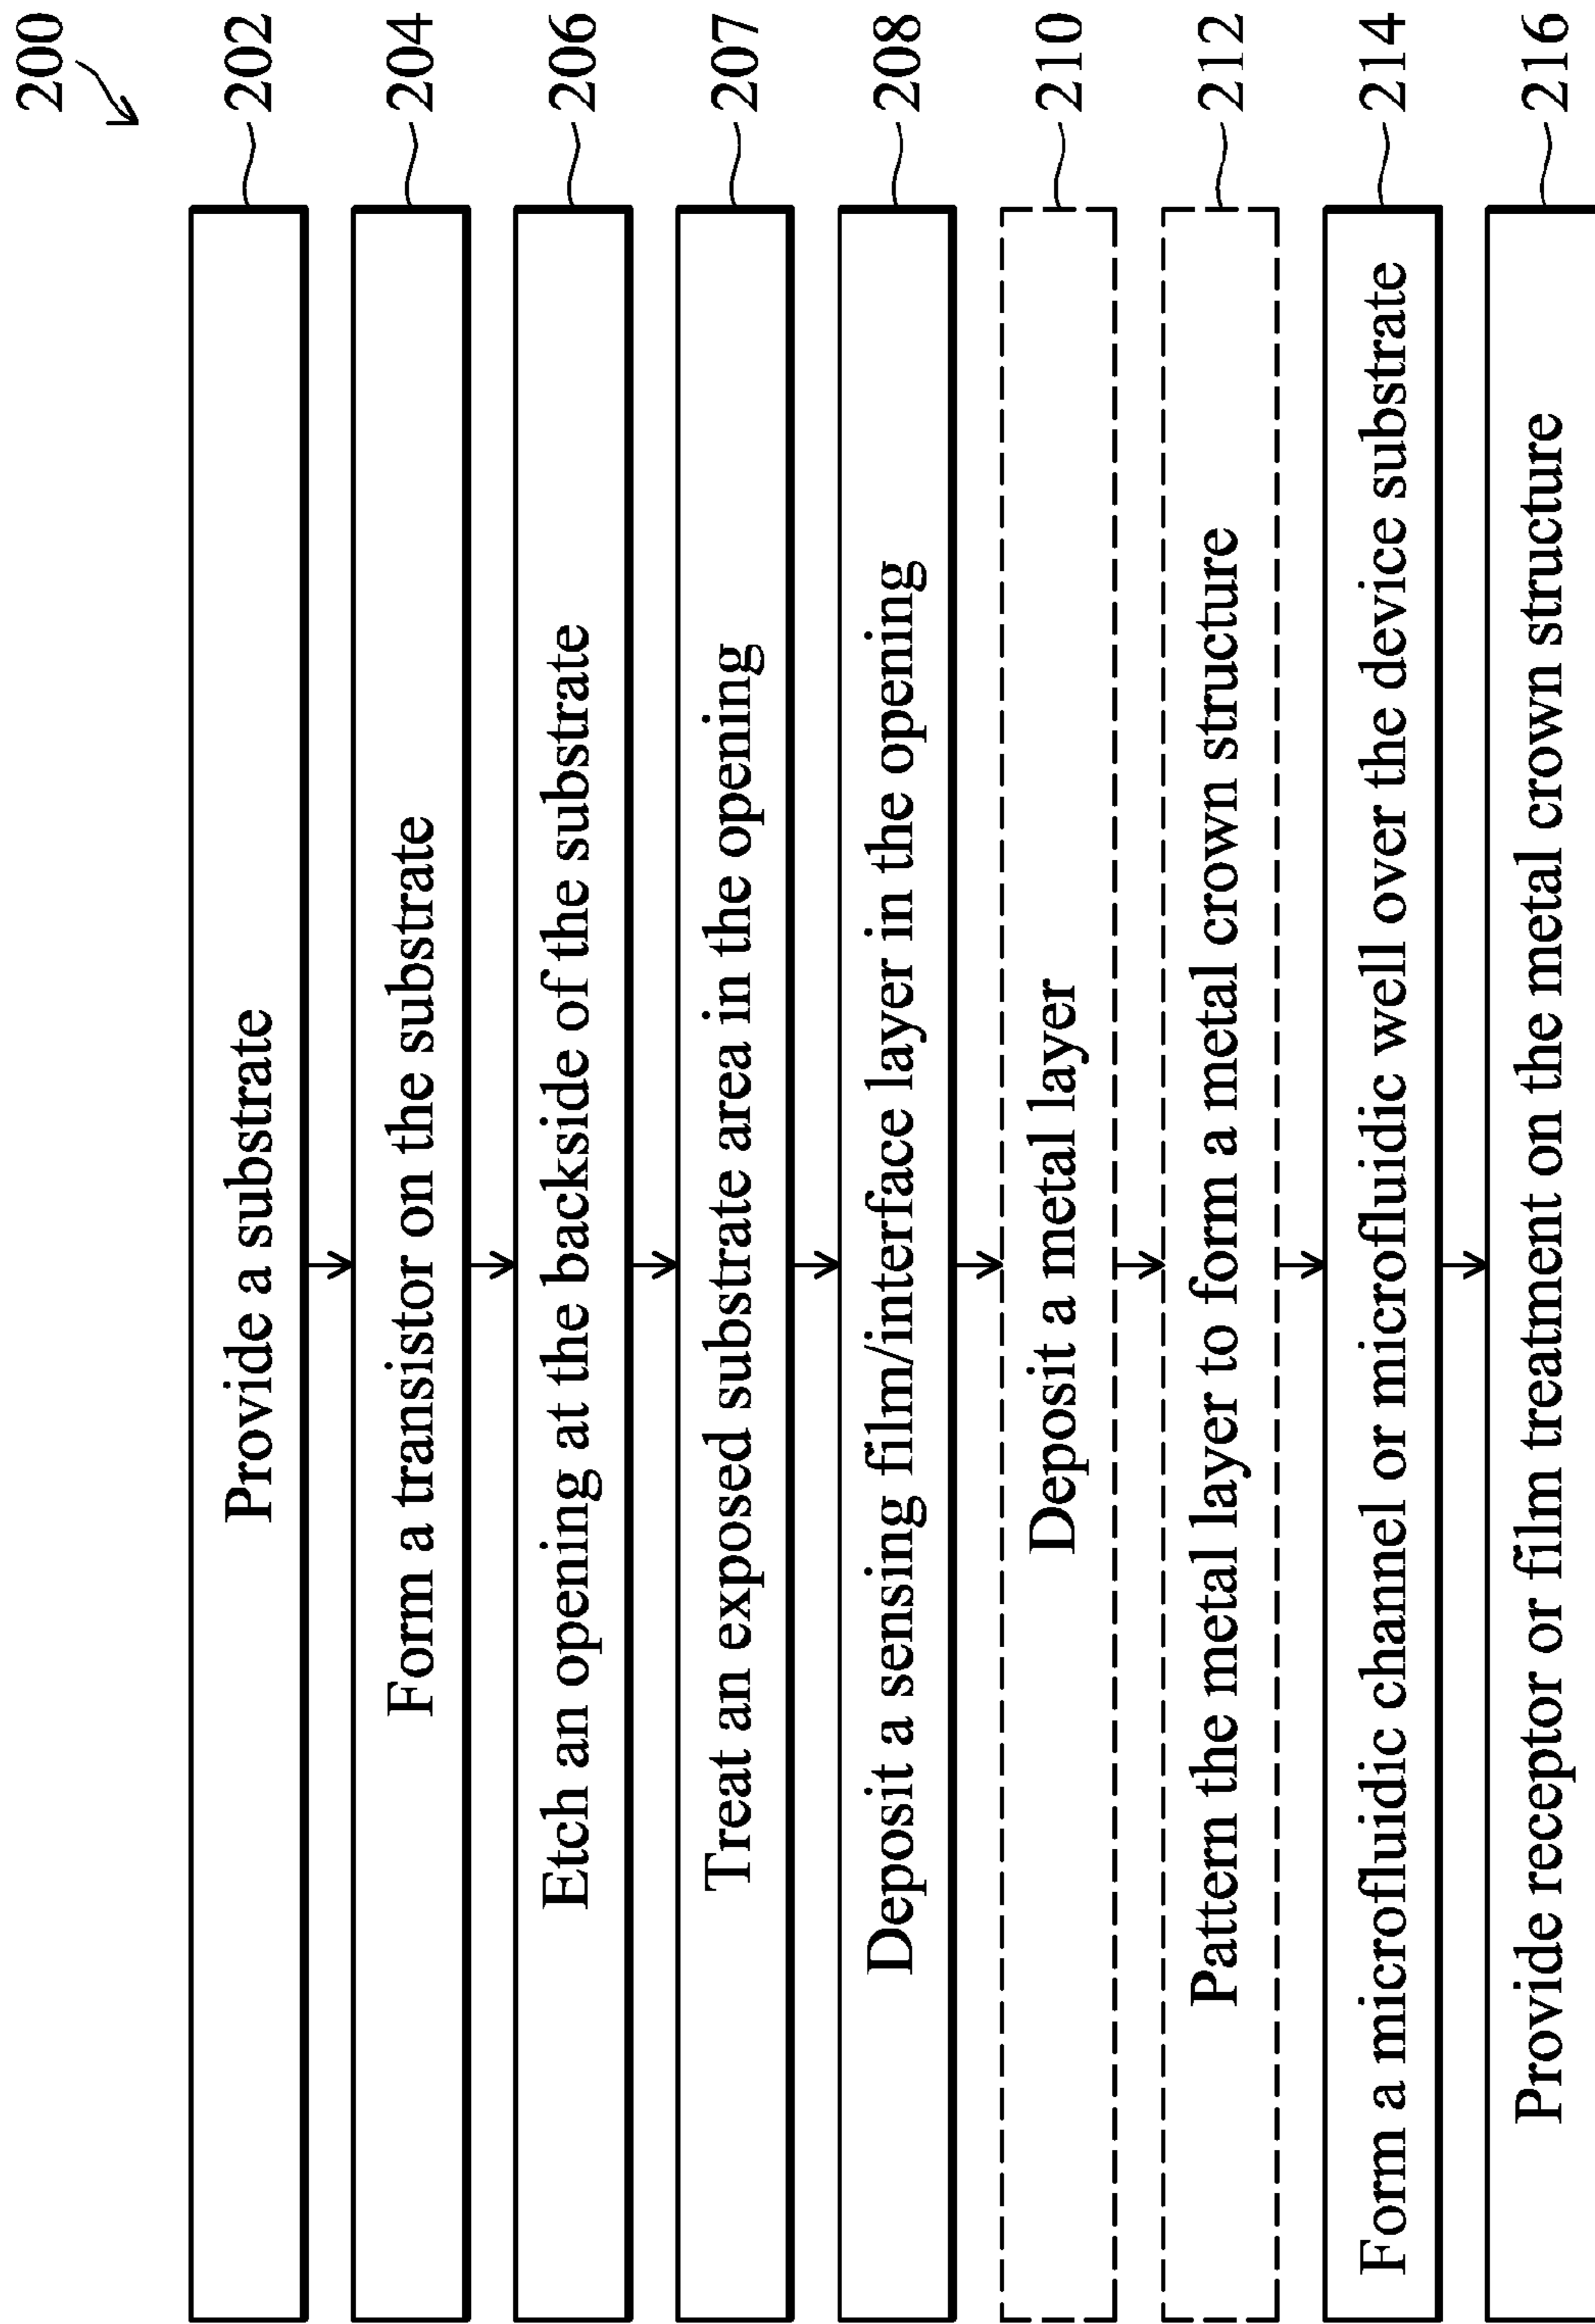 200
Provide a substrate
202
Form a transistor on the substrate
204
Etch an opening at the backside of the substrate
206
Treat an exposed substrate area in the opening
207
Deposit a sensing film/interface layer in the opening
208
Deposit a metal layer
210
Pattern the metal layer to form a metal crown structure
212
Form a microfluidic channel or microfluidic well over the device substrate
214
Provide receptor or film treatment on the metal crown structure
216